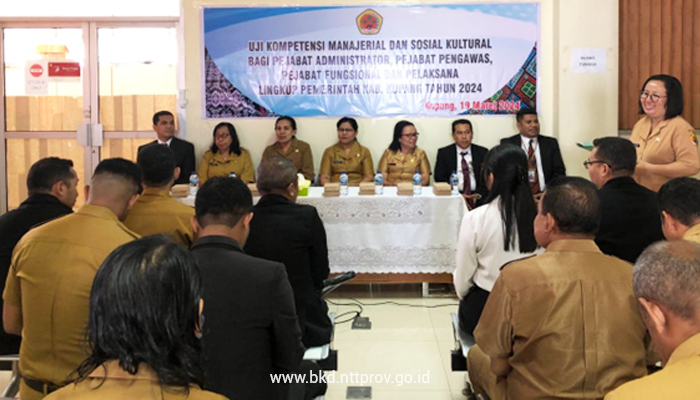 UJI KOMPETENSI MANAJERIAL DAN SOSIAL KULTURAL
BAGI PEJABAT ADMINISTRATOR, PEJABAT PENGAWAS,
PEJABAT FUNGSIONAL DAN PELAKSANA
LINGKUP PEMERINTAH KAB. KUPANG TAHUN 2024
Kupang, 19 Maret 2024
www.bkd.nttprov.go.id